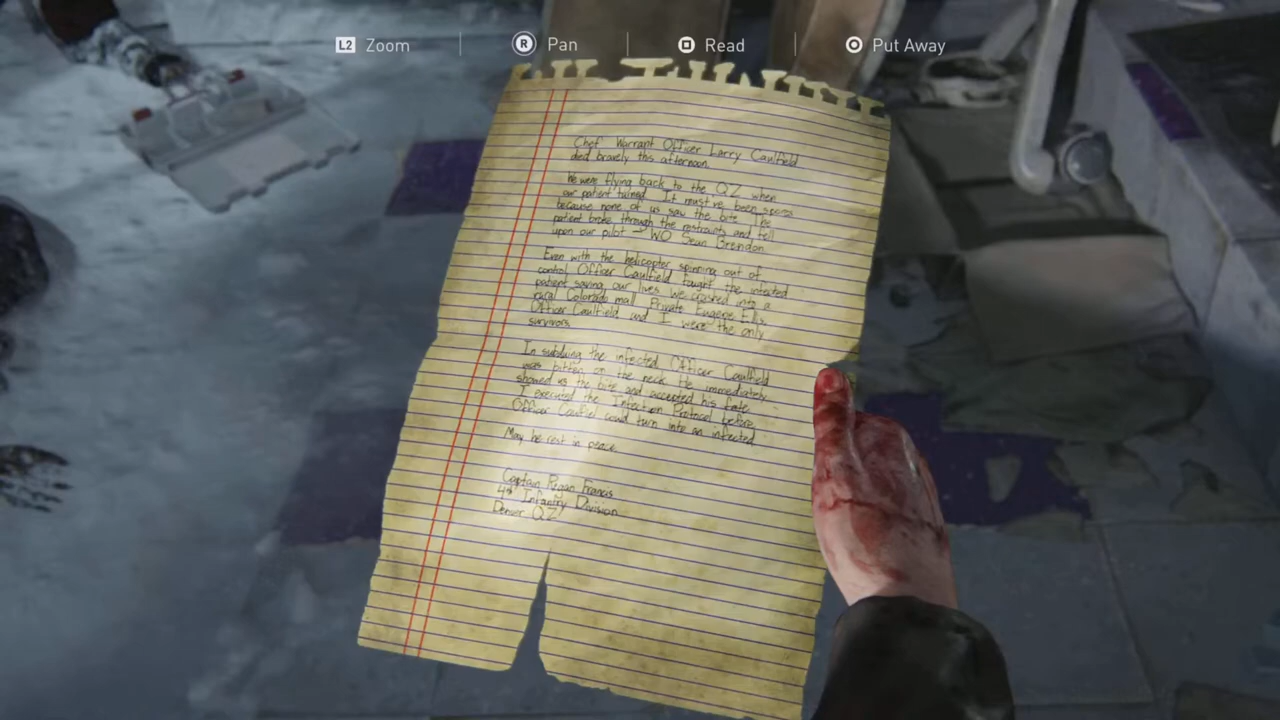 L2 Zoom R Pan Read Put Away
Chef Warrant Officer Larry Caulfield
died bravely this afternoon.
We were flying back to the QZ when
our patient turned. It must've been spores
because none of us saw the bite. The
patient broke through the restraints and fell
upon our pilot - WO Sean Brendon.
Even with the helicopter spinning out of
control Officer Caulfield fought the infected
patient saving our lives. We crashed into a
rural Colorado mall. Private Eugene Ellis,
Officer Caulfield and I were the only
survivors.
In subduing the infected Officer Caulfield
was bitten on the neck. He immediately
showed us the bite and accepted his fate.
I executed the Infection Protocol before
Officer Caufiel could turn into an infected.
May he rest in peace.
Captain Regan Francis
4th Infantry Division
Denver QZ